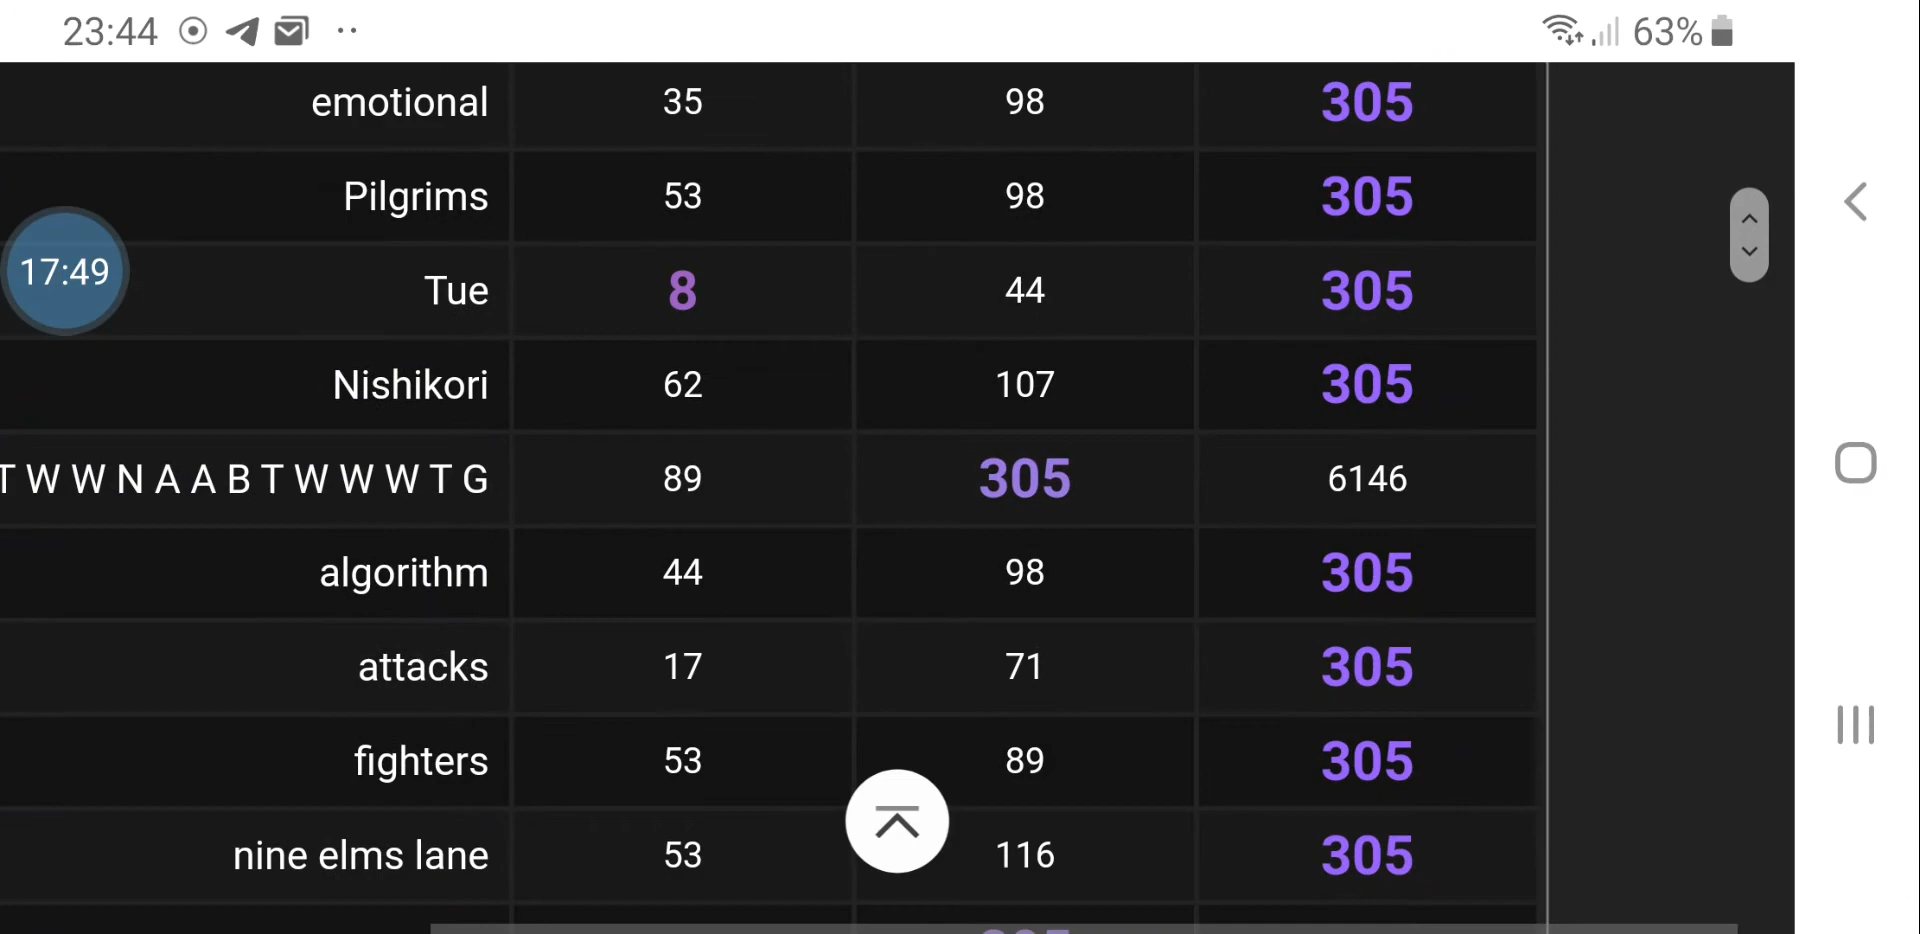 23:44 63%
emotional 35 98 305
Pilgrims 53 98 305
17:49
Tue 8 44 305
Nishikori 62 107 305
T W W N A A B T W W W T G 89 305 6146
algorithm 44 98 305
attacks 17 71 305
fighters 53 89 305
nine elms lane 53 116 305